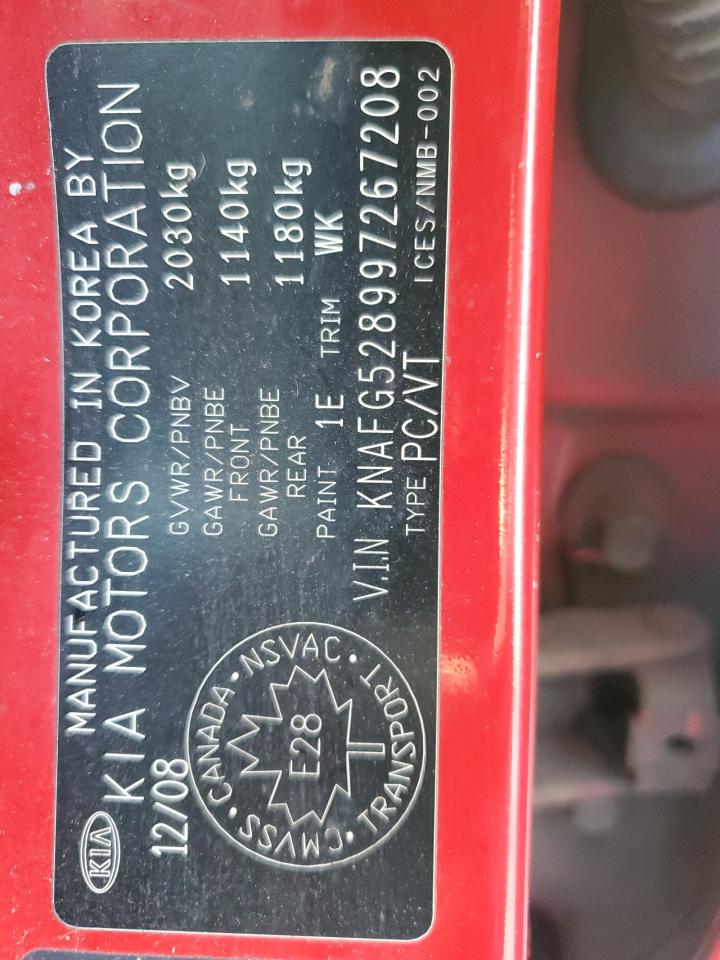 KIA
MANUFACTURED IN KOREA BY
KIA MOTORS CORPORATION
12/08
GVWR/PNBV 2030kg
GAWR/PNBE FRONT 1140kg
GAWR/PNBE REAR 1180kg
PAINT 1E TRIM WK
V.I.N KNAFG528997267208
TYPE PC/VT ICES/NMB-002
CMVSS • CANADA • NSVAC • TRANSPORT •
E28